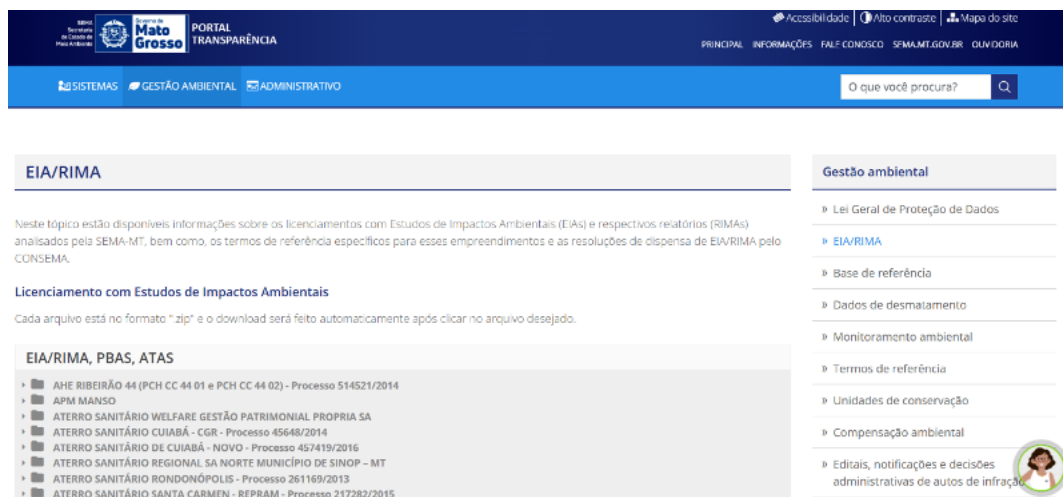 SEMA
Secretaria
de Estado de
Meio Ambiente
Governo de
Mato
Grosso
PORTAL
TRANSPARÊNCIA
Acessibilidade Alto contraste Mapa do site
PRINCIPAL INFORMAÇÕES FALE CONOSCO SEMA.MT.GOV.BR OUVIDORIA
SISTEMAS GESTÃO AMBIENTAL ADMINISTRATIVO
O que você procura?
EIA/RIMA
Neste tópico estão disponíveis informações sobre os licenciamentos com Estudos de Impactos Ambientais (EIAs) e respectivos relatórios (RIMAs)
analisados pela SEMA-MT, bem como, os termos de referência específicos para esses empreendimentos e as resoluções de dispensa de EIA/RIMA pelo
CONSEMA.
Licenciamento com Estudos de Impactos Ambientais
Cada arquivo está no formato ".zip" e o download será feito automaticamente após clicar no arquivo desejado.
EIA/RIMA, PBAS, ATAS
AHE RIBEIRÃO 44 (PCH CC 44 01 e PCH CC 44 02) - Processo 514521/2014
APM MANSO
ATERRO SANITÁRIO WELFARE GESTÃO PATRIMONIAL PROPRIA SA
ATERRO SANITÁRIO CUIABÁ - CGR - Processo 45648/2014
ATERRO SANITÁRIO DE CUIABÁ - NOVO - Processo 457419/2016
ATERRO SANITÁRIO REGIONAL SA NORTE MUNICÍPIO DE SINOP – MT
ATERRO SANITÁRIO RONDONÓPOLIS - Processo 261169/2013
ATERRO SANITÁRIO SANTA CARMEN - REPRAM - Processo 217282/2015
Gestão ambiental
» Lei Geral de Proteção de Dados
» EIA/RIMA
» Base de referência
» Dados de desmatamento
» Monitoramento ambiental
» Termos de referência
» Unidades de conservação
» Compensação ambiental
» Editais, notificações e decisões
administrativas de autos de infração